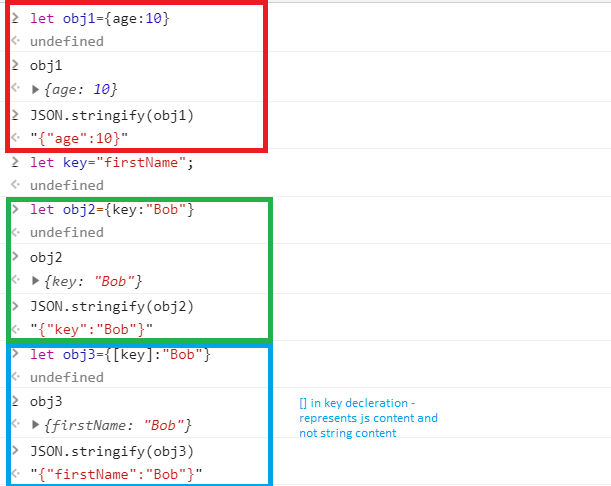 let obj1={age:10}
undefined
obj1
{age: 10}
JSON.stringify(obj1)
"{"age":10}"
let key="firstName";
undefined
let obj2={key:"Bob"}
undefined
obj2
{key: "Bob"}
JSON.stringify(obj2)
"{"key":"Bob"}"
let obj3={[key]:"Bob"}
undefined
obj3
{firstName: "Bob"}
JSON.stringify(obj3)
"{"firstName":"Bob"}"
[] in key decleration -
represents js content and
not string content